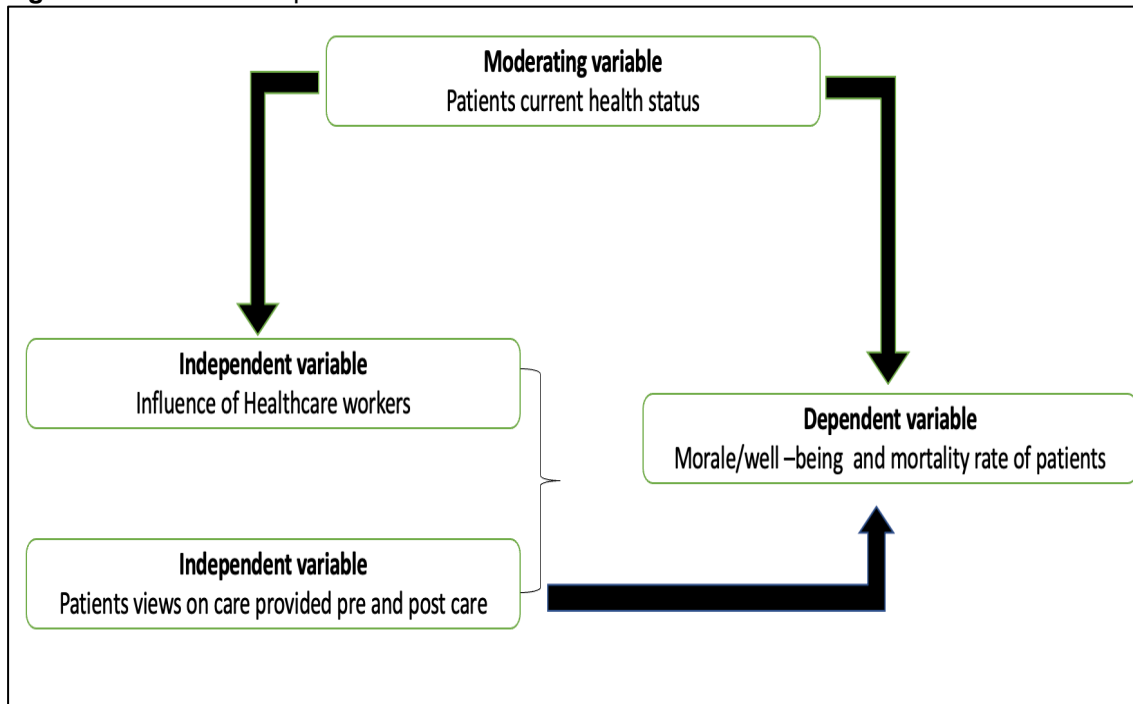 Moderating variable
Patients current health status
Independent variable
Influence of Healthcare workers
Dependent variable
Morale/well –being and mortality rate of patients
Independent variable
Patients views on care provided pre and post care